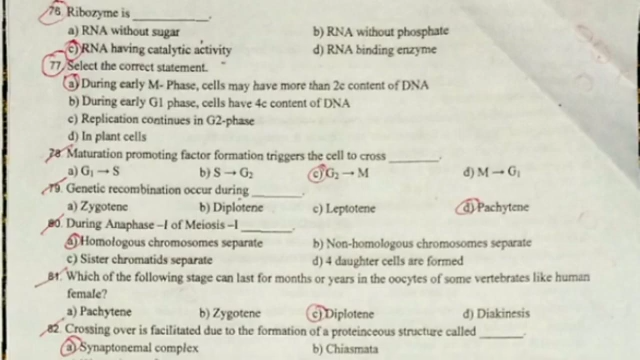 76. Ribozyme is ________.
a) RNA without sugar b) RNA without phosphate
c) RNA having catalytic activity d) RNA binding enzyme
77. Select the correct statement.
a) During early M- Phase, cells may have more than 2c content of DNA
b) During early G1 phase, cells have 4c content of DNA
c) Replication continues in G2-phase
d) In plant cells
78. Maturation promoting factor formation triggers the cell to cross ________.
a) G₁ → S b) S → G₂ c) G₂ → M d) M → G₁
79. Genetic recombination occur during ________.
a) Zygotene b) Diplotene c) Leptotene d) Pachytene
80. During Anaphase –I of Meiosis –I ________.
a) Homologous chromosomes separate b) Non-homologous chromosomes separate
c) Sister chromatids separate d) 4 daughter cells are formed
81. Which of the following stage can last for months or years in the oocytes of some vertebrates like human
female?
a) Pachytene b) Zygotene c) Diplotene d) Diakinesis
82. Crossing over is facilitated due to the formation of a proteinceous structure called ________.
a) Synaptonemal complex b) Chiasmata